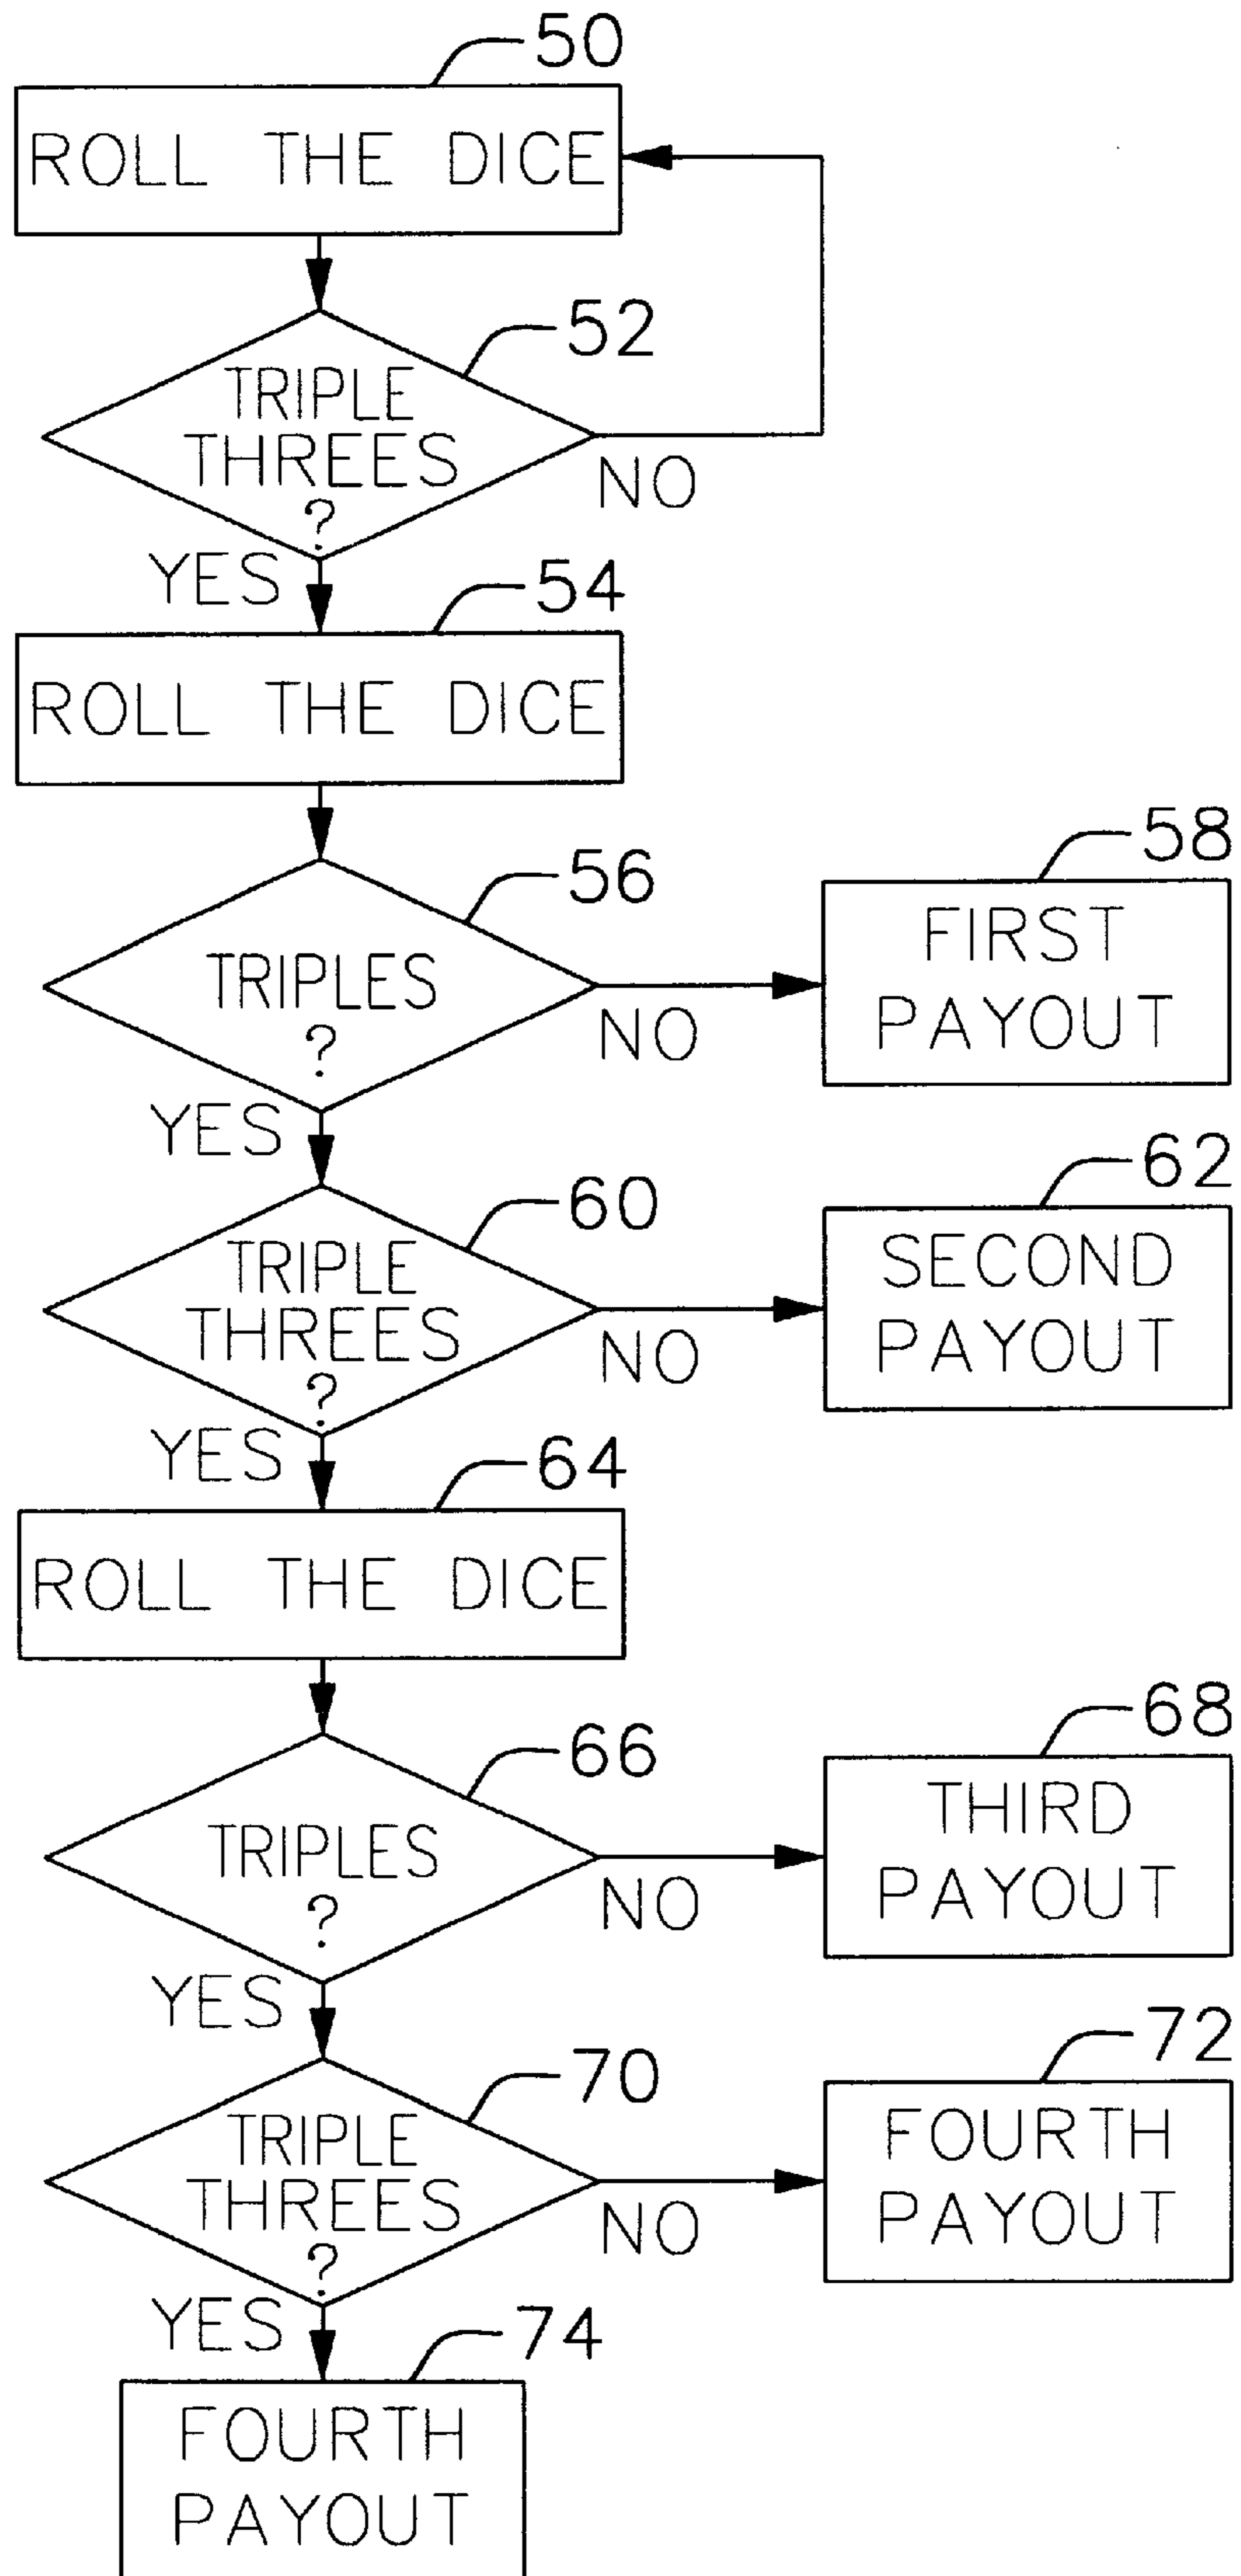 50
ROLL THE DICE
52
TRIPLE
THREES
?
NO
YES
54
ROLL THE DICE
56
TRIPLES
?
NO
58
FIRST
PAYOUT
YES
60
TRIPLE
THREES
?
NO
62
SECOND
PAYOUT
YES
64
ROLL THE DICE
66
TRIPLES
?
NO
68
THIRD
PAYOUT
YES
70
TRIPLE
THREES
?
NO
72
FOURTH
PAYOUT
YES
74
FOURTH
PAYOUT